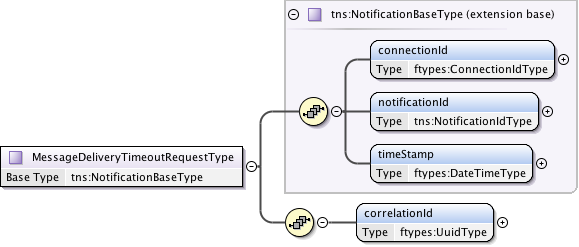 tns:NotificationBaseType (extension base)
connectionId
Type ftypes:ConnectionIdType
notificationId
Type tns:NotificationIdType
timeStamp
Type ftypes:DateTimeType
MessageDeliveryTimeoutRequestType
Base Type tns:NotificationBaseType
correlationId
Type ftypes:UuidType